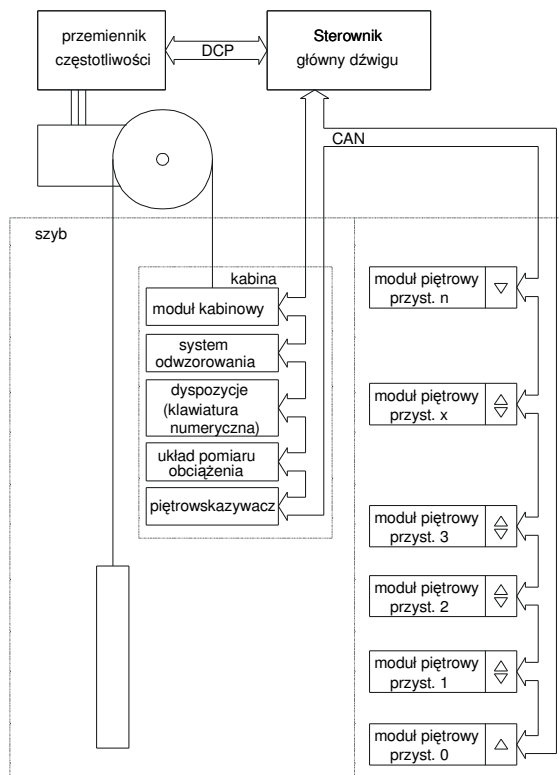 przemiennik
częstotliwości
DCP
Sterownik
główny dźwigu
CAN
szyb
kabina
moduł kabinowy
system
odwzorowania
dyspozycje
(klawiatura
numeryczna)
układ pomiaru
obciążenia
piętrowskazywacz
moduł piętrowy
przyst. n
moduł piętrowy
przyst. x
moduł piętrowy
przyst. 3
moduł piętrowy
przyst. 2
moduł piętrowy
przyst. 1
moduł piętrowy
przyst. 0